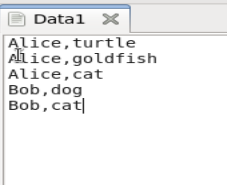 Data1
Alice,turtle
Alice,goldfish
Alice,cat
Bob,dog
Bob,cat